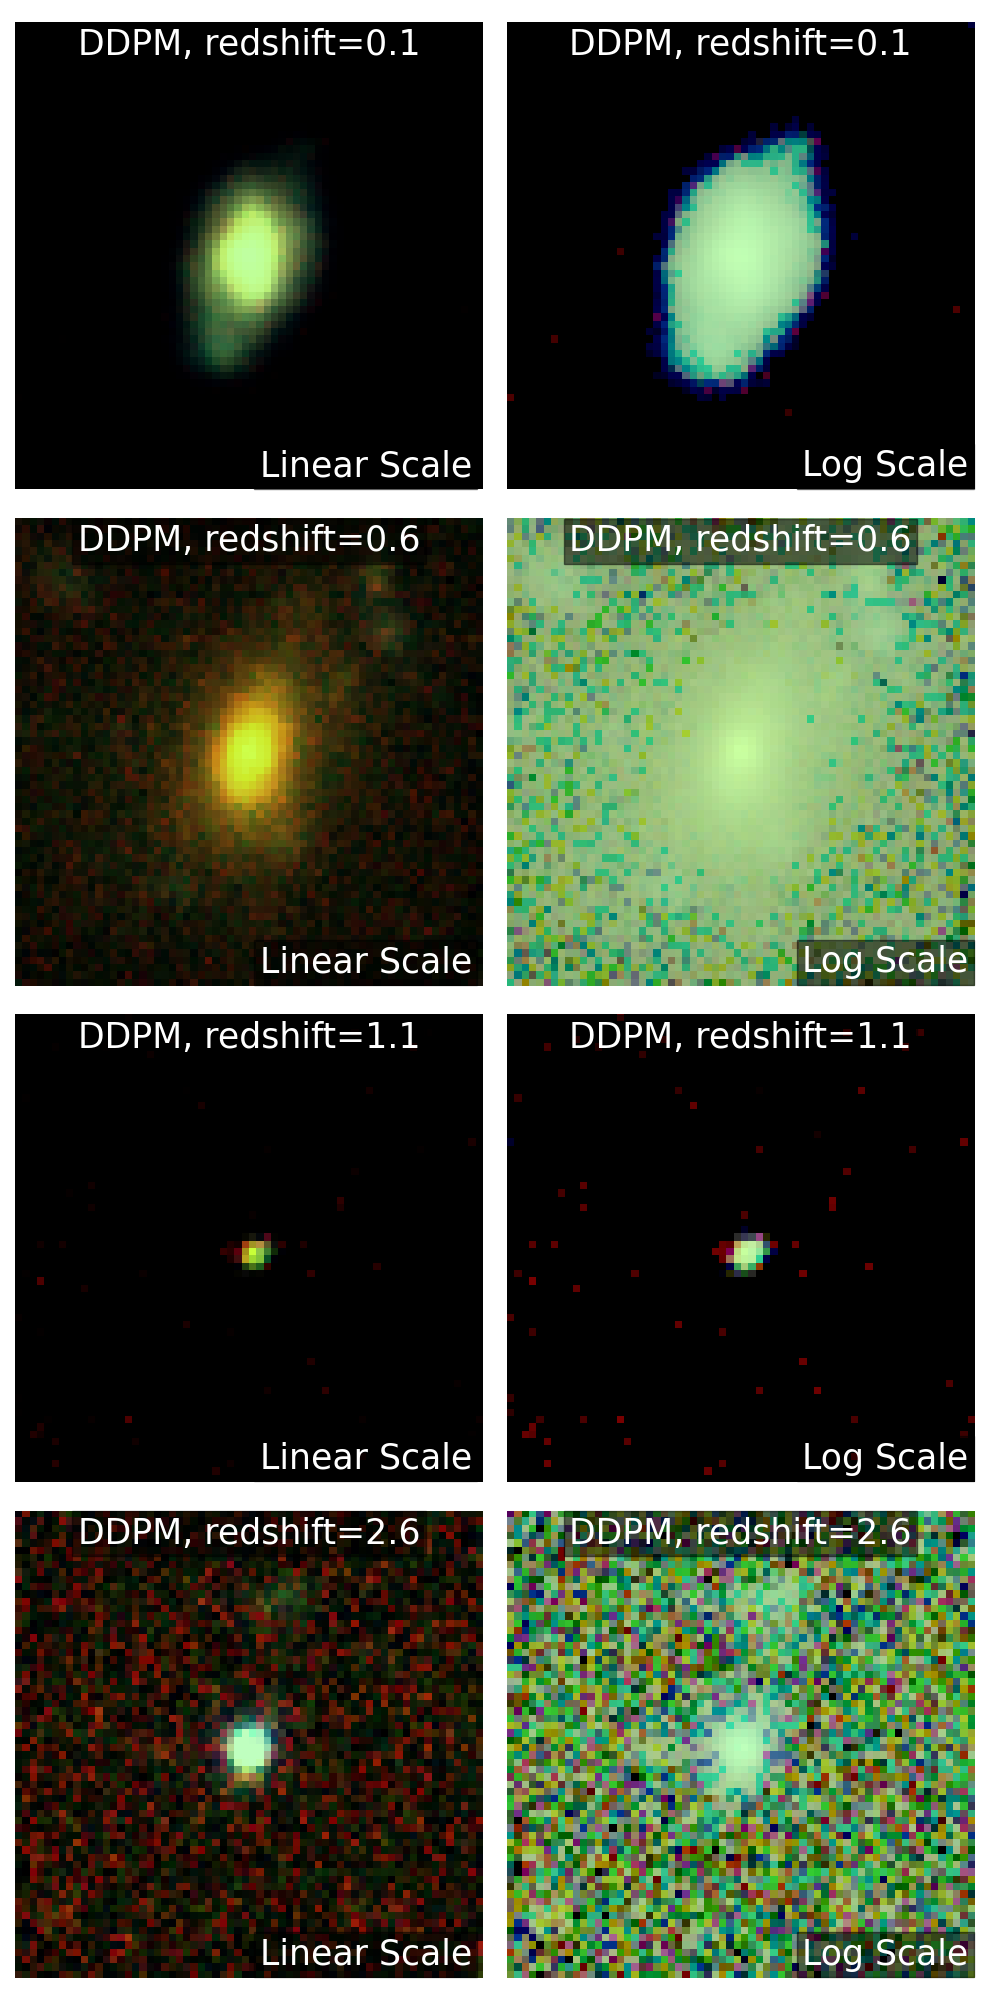 DDPM, redshift=0.1
DDPM, redshift=0.1
Linear Scale
Log Scale
DDPM, redshift=0.6
DDPM, redshift=0.6
Linear Scale
Log Scale
DDPM, redshift=1.1
DDPM, redshift=1.1
Linear Scale
Log Scale
DDPM, redshift=2.6
DDPM, redshift=2.6
Linear Scale
Log Scale